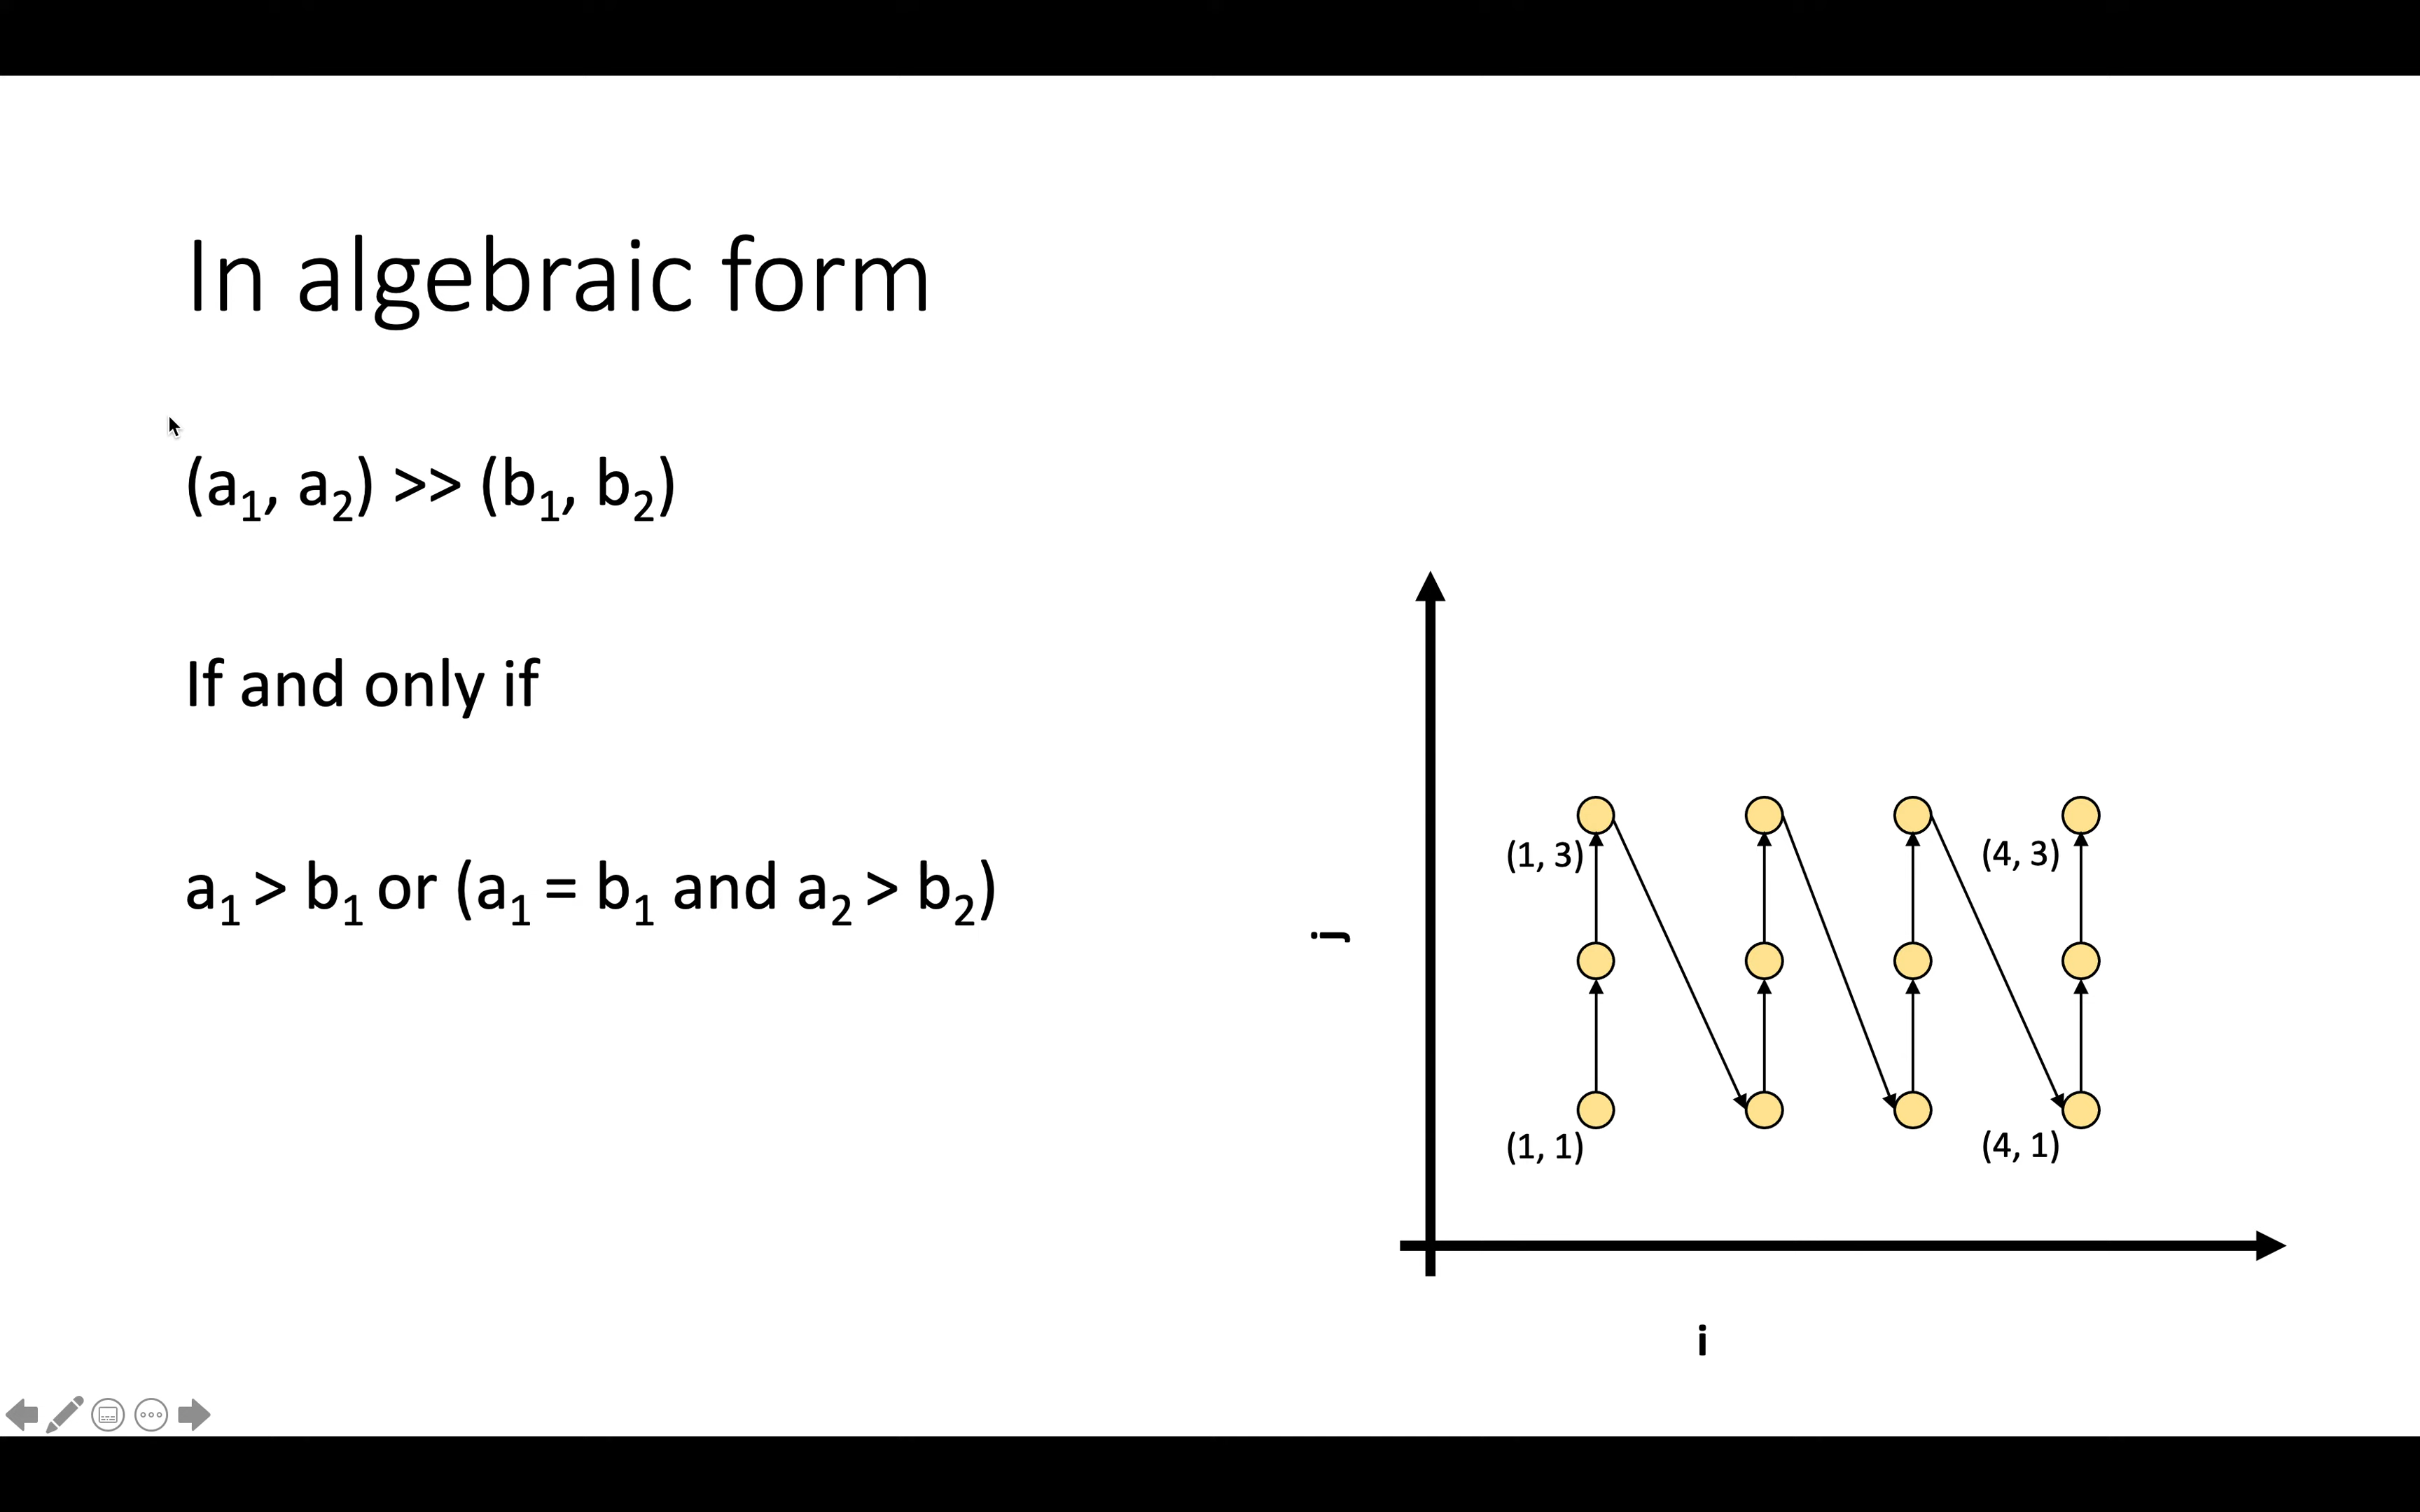 In algebraic form
(a₁, a₂) >> (b₁, b₂)
If and only if
a₁ > b₁ or (a₁ = b₁ and a₂ > b₂)
j
(1, 3)
(4, 3)
(1, 1)
(4, 1)
i